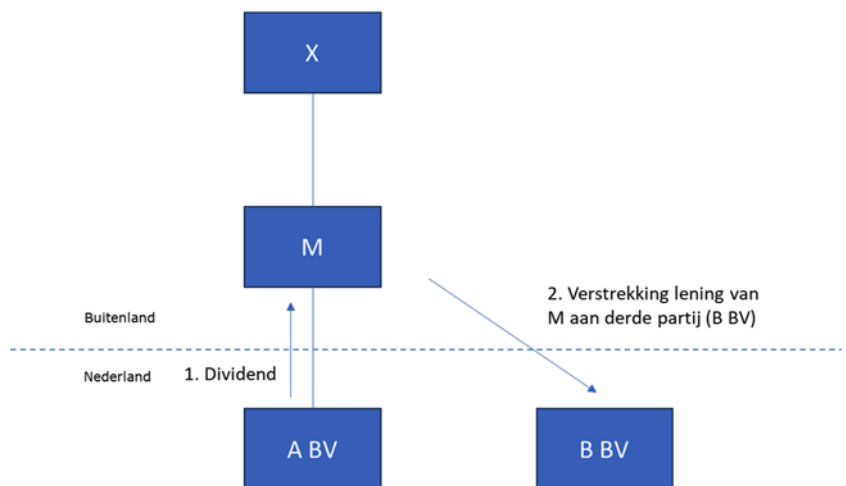 X
M
2. Verstrekking lening van
M aan derde partij (B BV)
Buitenland
Nederland
1. Dividend
A BV
B BV